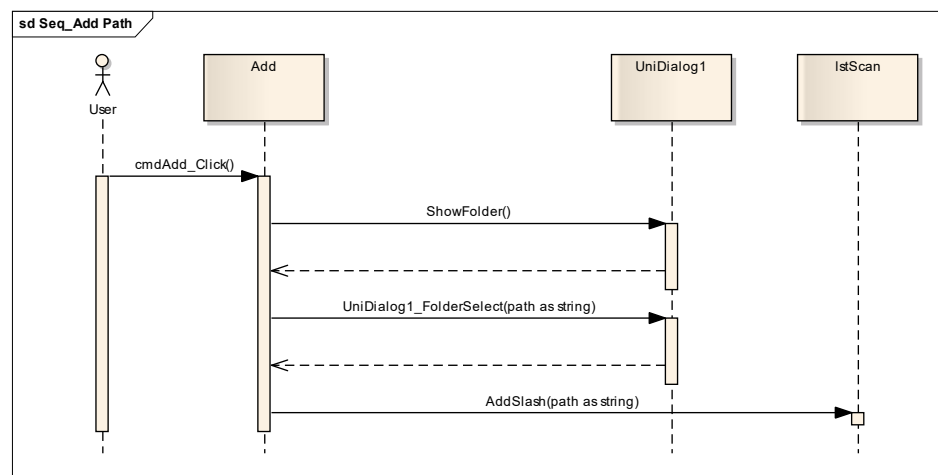 sd Seq_Add Path
Add
UniDialog1
lstScan
User
cmdAdd_Click()
ShowFolder()
UniDialog1_FolderSelect(path as string)
AddSlash(path as string)